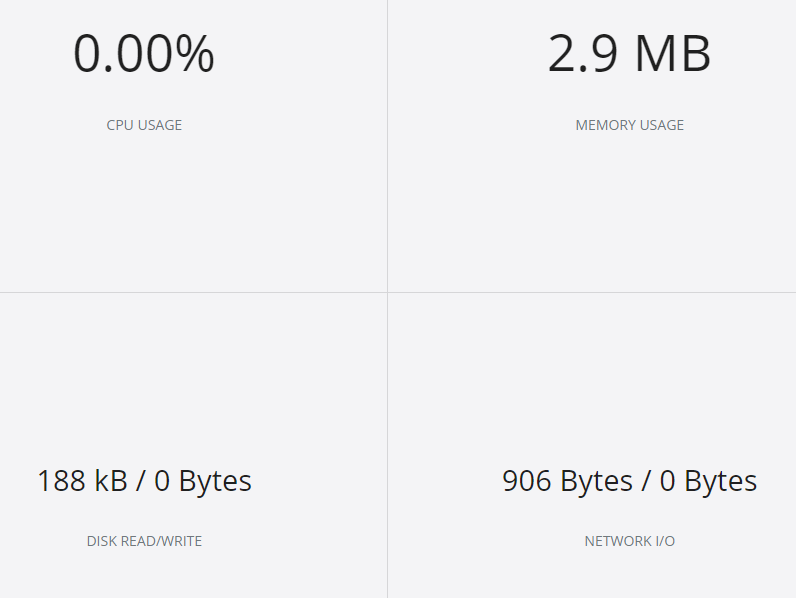 0.00%
CPU USAGE
2.9 MB
MEMORY USAGE
188 kB / 0 Bytes
DISK READ/WRITE
906 Bytes / 0 Bytes
NETWORK I/O